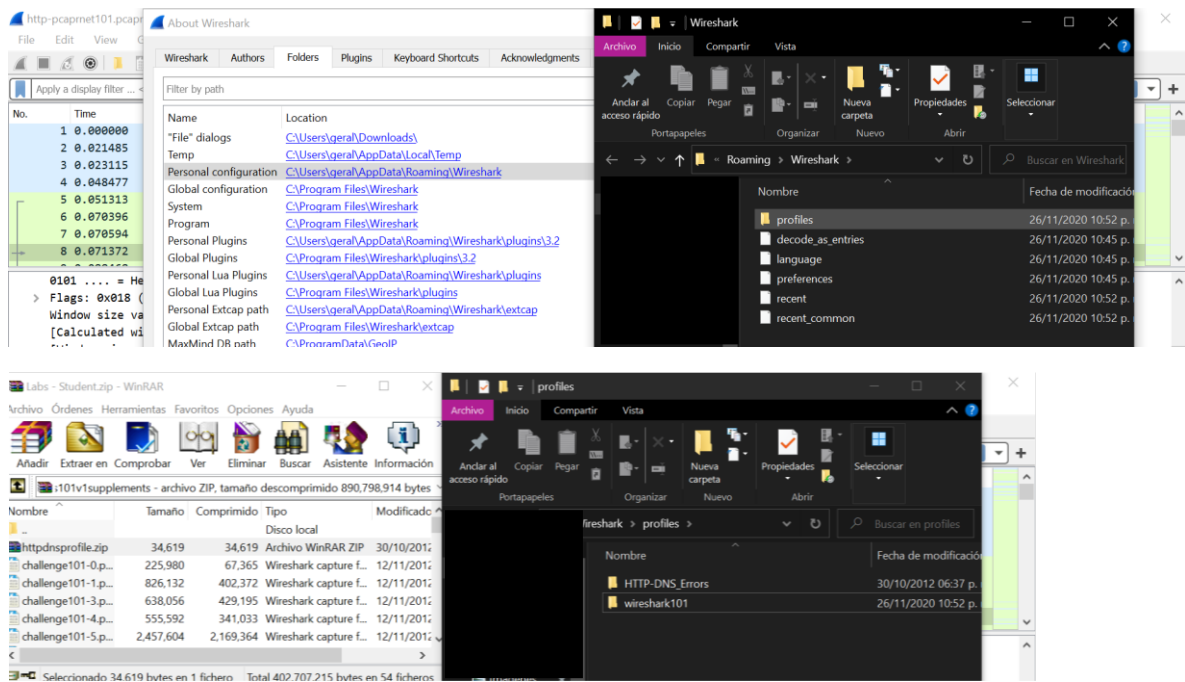 http-pcaprnet101.pcapr
File Edit View G
Apply a display filter ... <
No. Time
1 0.000000
2 0.021485
3 0.023115
4 0.048477
5 0.051313
6 0.070396
7 0.070594
8 0.071372
0101 .... = He
Flags: 0x018 (
Window size va
[Calculated wi
About Wireshark
Wireshark Authors Folders Plugins Keyboard Shortcuts Acknowledgments
Filter by path
Name Location
"File" dialogs C:\Users\geral\Downloads\
Temp C:\Users\geral\AppData\Local\Temp
Personal configuration C:\Users\geral\AppData\Roaming\Wireshark
Global configuration C:\Program Files\Wireshark
System C:\Program Files\Wireshark
Program C:\Program Files\Wireshark
Personal Plugins C:\Users\geral\AppData\Roaming\Wireshark\plugins\3.2
Global Plugins C:\Program Files\Wireshark\plugins\3.2
Personal Lua Plugins C:\Users\geral\AppData\Roaming\Wireshark\plugins
Global Lua Plugins C:\Program Files\Wireshark\plugins
Personal Extcap path C:\Users\geral\AppData\Roaming\Wireshark\extcap
Global Extcap path C:\Program Files\Wireshark\extcap
MaxMind DB path C:\ProgramData\GeoIP
Wireshark
Archivo Inicio Compartir Vista
Anclar al acceso rápido Copiar Pegar Nueva carpeta Propiedades Seleccionar
Portapapeles Organizar Nuevo Abrir
« Roaming > Wireshark > Buscar en Wireshark
Nombre Fecha de modificación
profiles 26/11/2020 10:52 p.
decode_as_entries 26/11/2020 10:45 p.
language 26/11/2020 10:45 p.
preferences 26/11/2020 10:45 p.
recent 26/11/2020 10:52 p.
recent_common 26/11/2020 10:52 p.
Labs - Student.zip - WinRAR
Archivo Órdenes Herramientas Favoritos Opciones Ayuda
Añadir Extraer en Comprobar Ver Eliminar Buscar Asistente Información
:101v1supplements - archivo ZIP, tamaño descomprimido 890,798,914 bytes
Nombre Tamaño Comprimido Tipo Modificado
.. Disco local
httpdnsprofile.zip 34,619 34,619 Archivo WinRAR ZIP 30/10/2012
challenge101-0.p... 225,980 67,365 Wireshark capture f... 12/11/2012
challenge101-1.p... 826,132 402,372 Wireshark capture f... 12/11/2012
challenge101-3.p... 638,056 429,195 Wireshark capture f... 12/11/2012
challenge101-4.p... 555,592 341,033 Wireshark capture f... 12/11/2012
challenge101-5.p... 2,457,604 2,169,364 Wireshark capture f... 12/11/2012
Seleccionado 34,619 bytes en 1 fichero Total 402,707,215 bytes en 54 ficheros
profiles
Archivo Inicio Compartir Vista
Anclar al acceso rápido Copiar Pegar Nueva carpeta Propiedades Seleccionar
Portapapeles Organizar Nuevo Abrir
ireshark > profiles > Buscar en profiles
Nombre Fecha de modificación
HTTP-DNS_Errors 30/10/2012 06:37 p.
wireshark101 26/11/2020 10:52 p.